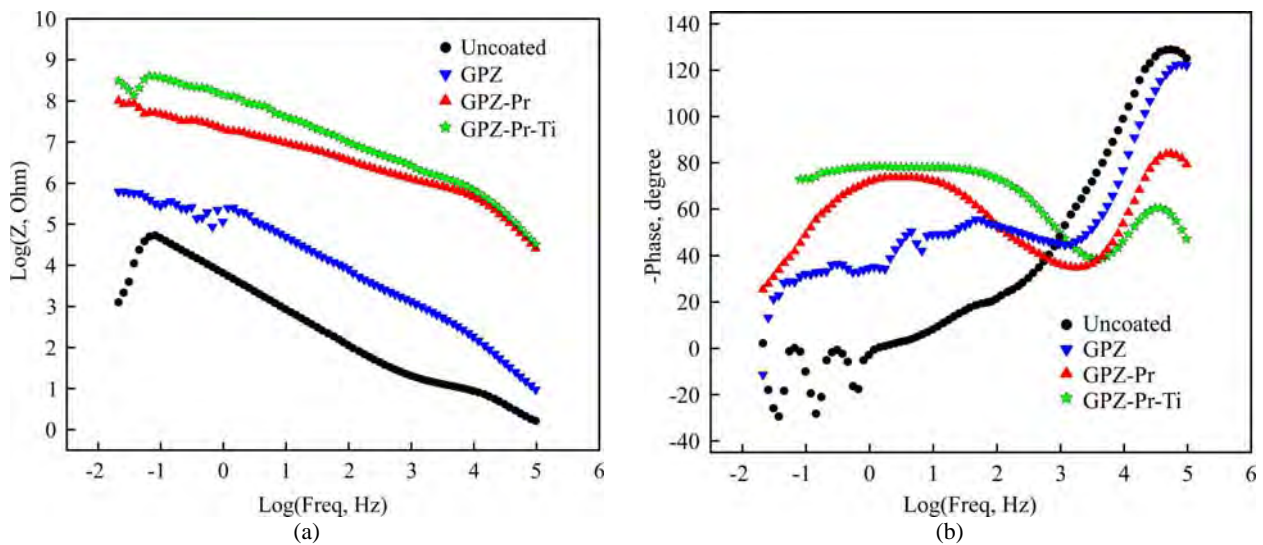 10
9
8
7
6
5
4
3
2
1
0
Log(Z, Ohm)
Uncoated
GPZ
GPZ-Pr
GPZ-Pr-Ti
-2 -1 0 1 2 3 4 5 6
Log(Freq, Hz)
(a)
140
120
100
80
60
40
20
0
-20
-40
-Phase, degree
Uncoated
GPZ
GPZ-Pr
GPZ-Pr-Ti
-2 -1 0 1 2 3 4 5 6
Log(Freq, Hz)
(b)